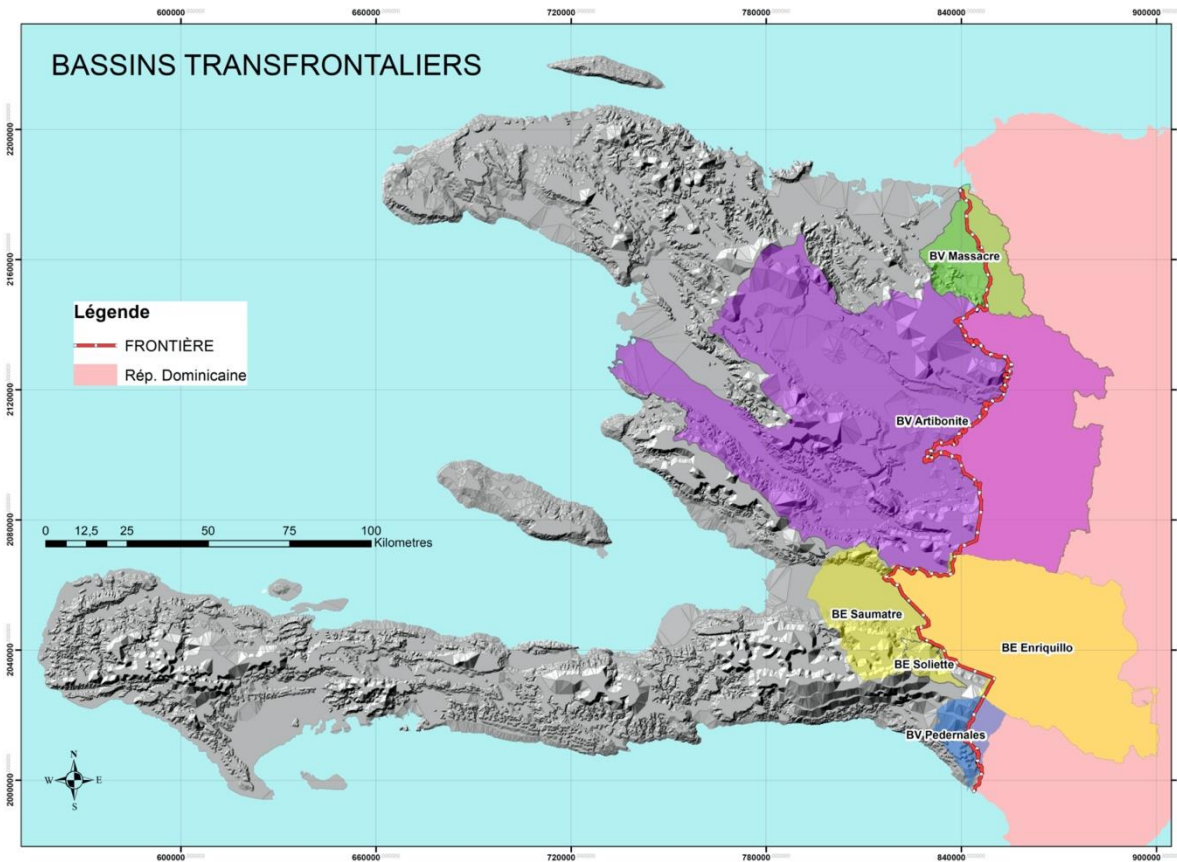 600000 660000 720000 780000 840000 900000
BASSINS TRANSFRONTALIERS
2200000
2160000
BV Massacre
Légende
FRONTIÈRE
Rép. Dominicaine
2120000
BV Artibonite
0 12,5 25 50 75 100
Kilometres
2080000
BE Saumatre
BE Enriquillo
2040000
BE Soliette
BV Pedernales
N
W E
S
2000000
600000 660000 720000 780000 840000 900000